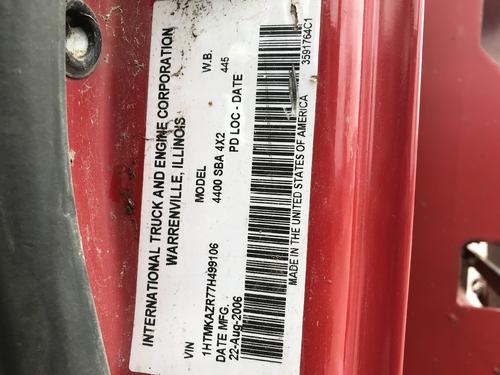 INTERNATIONAL TRUCK AND ENGINE CORPORATION
WARRENVILLE, ILLINOIS
VIN MODEL W.B.
1HTMKAZR77H499106 4400 SBA 4X2 445
DATE MFG. PD LOC - DATE
22-Aug-2006
MADE IN THE UNITED STATES OF AMERICA 3591764C1